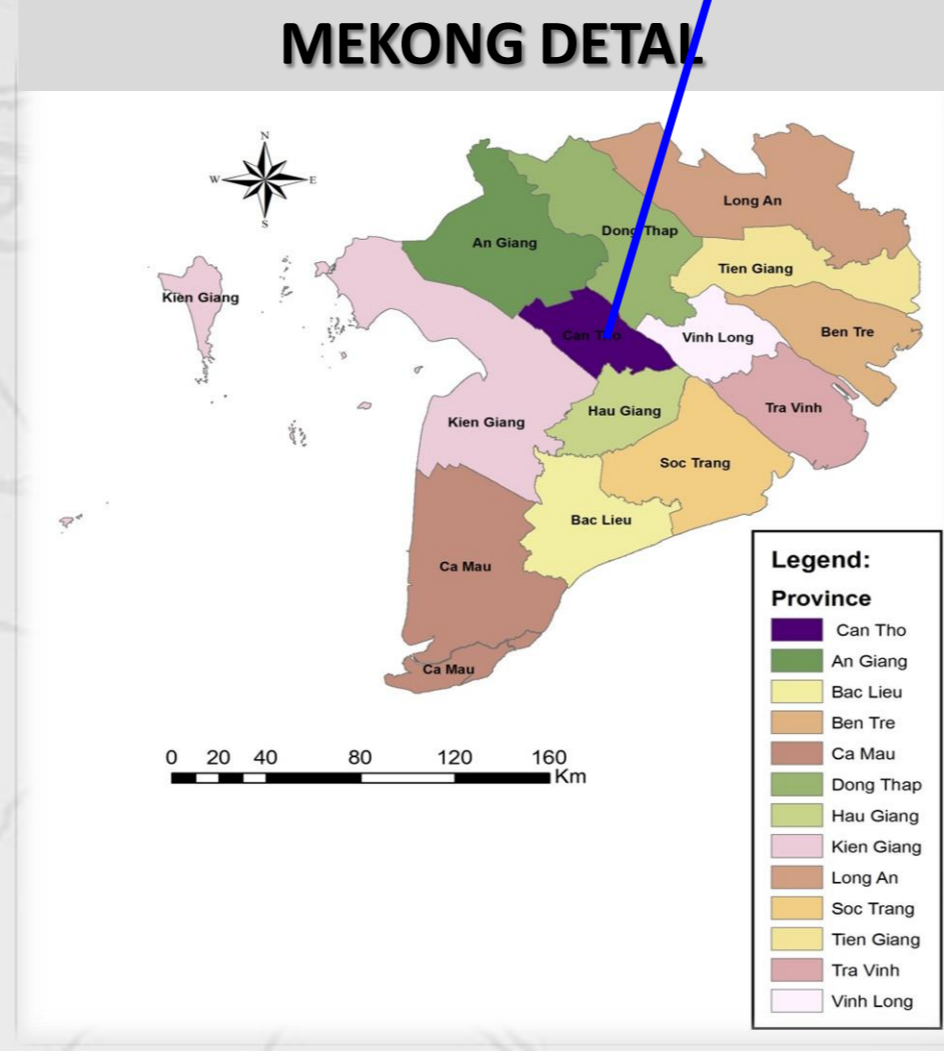 MEKONG DETAL
N
W E
S
Long An
Dong Thap
An Giang
Tien Giang
Kien Giang
Can Tho
Vinh Long
Ben Tre
Tra Vinh
Hau Giang
Kien Giang
Soc Trang
Bac Lieu
Ca Mau
Ca Mau
0 20 40 80 120 160
Km
Legend:
Province
Can Tho
An Giang
Bac Lieu
Ben Tre
Ca Mau
Dong Thap
Hau Giang
Kien Giang
Long An
Soc Trang
Tien Giang
Tra Vinh
Vinh Long